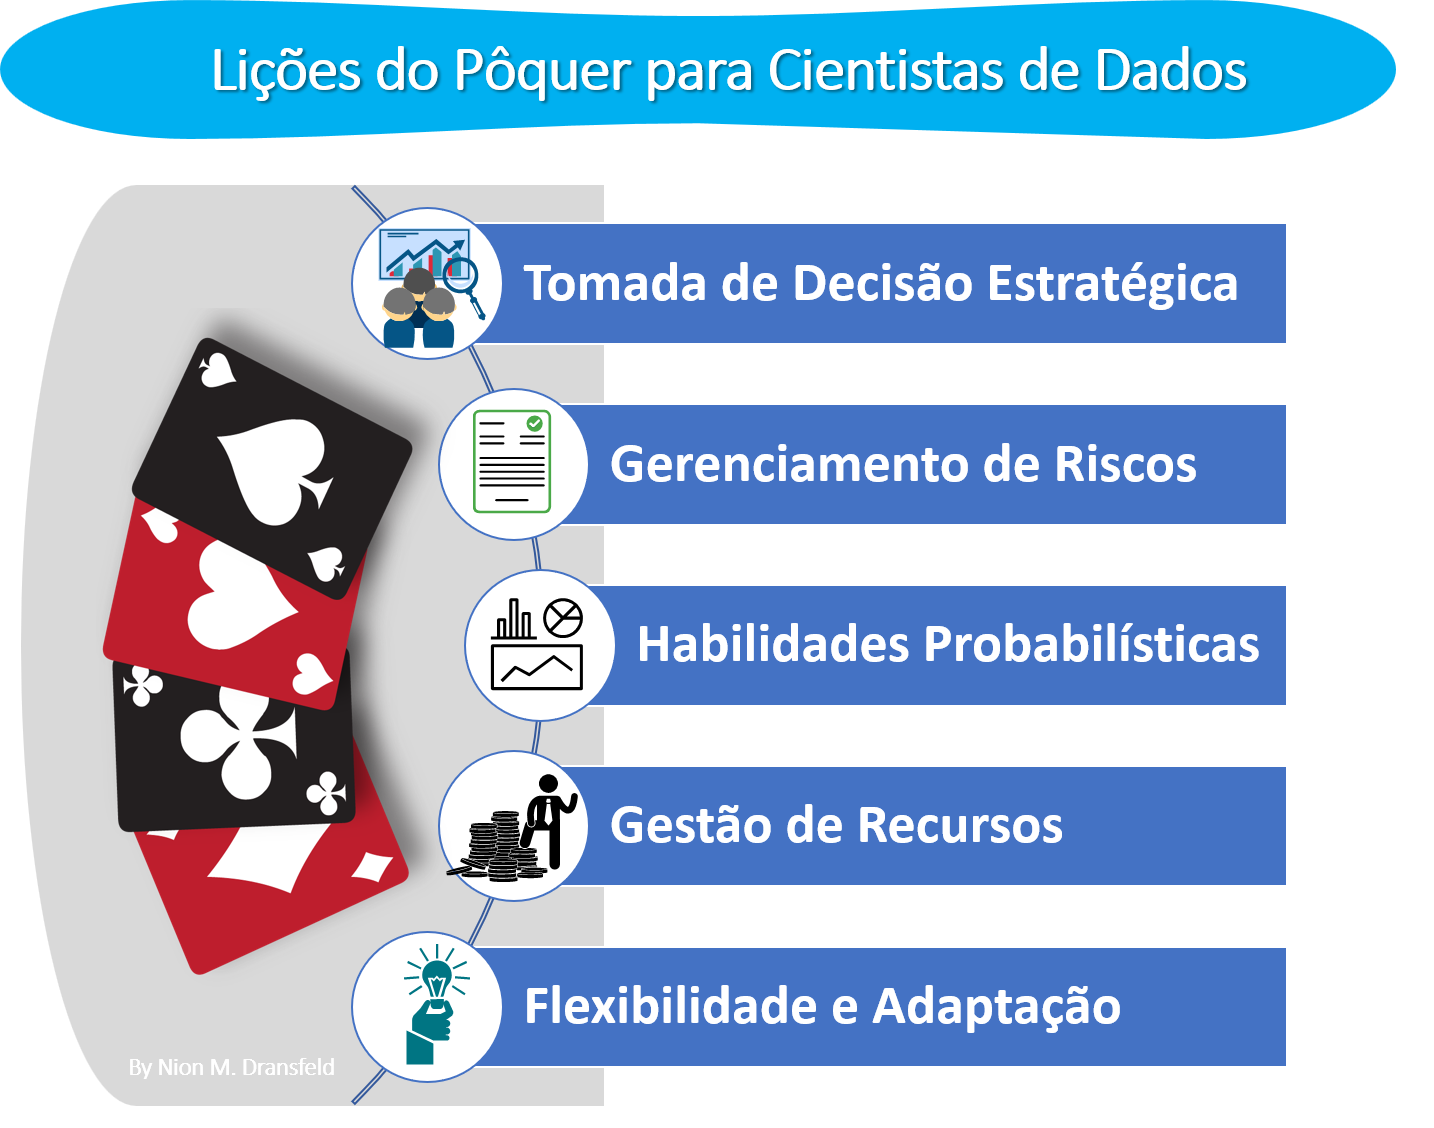 Lições do Pôquer para Cientistas de Dados
Tomada de Decisão Estratégica
Gerenciamento de Riscos
Habilidades Probabilísticas
Gestão de Recursos
Flexibilidade e Adaptação
By Nion M. Dransfeld